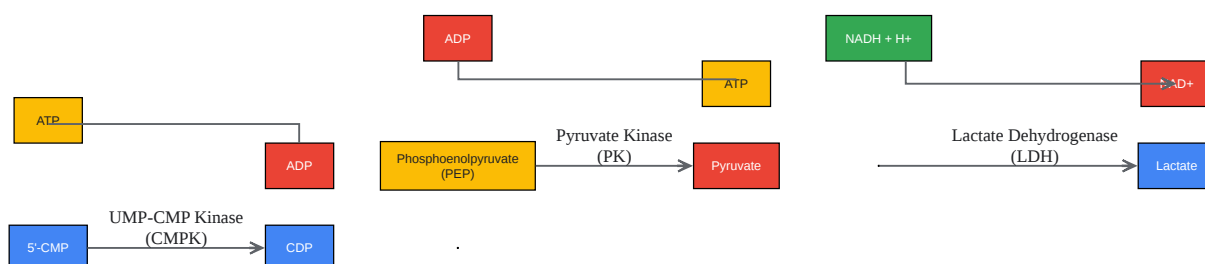 ADP
NADH + H+
ATP
NAD+
ATP
Pyruvate Kinase
(PK)
Lactate Dehydrogenase
(LDH)
ADP
Phosphoenolpyruvate
(PEP)
Pyruvate
Lactate
UMP-CMP Kinase
(CMPK)
5'-CMP
CDP